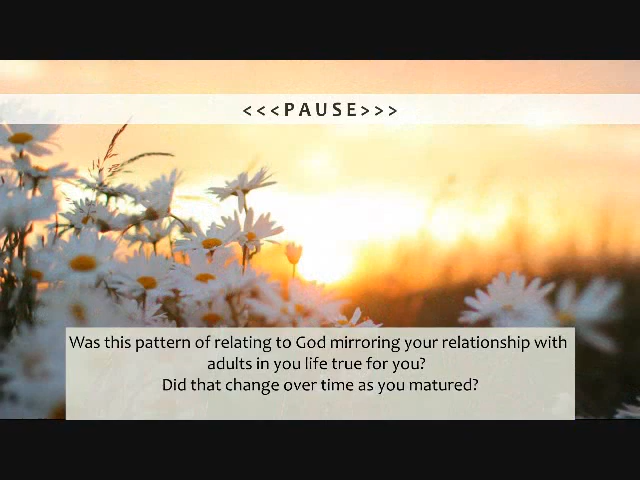 <<<PAUSE>>>
Was this pattern of relating to God mirroring your relationship with
adults in you life true for you?
Did that change over time as you matured?